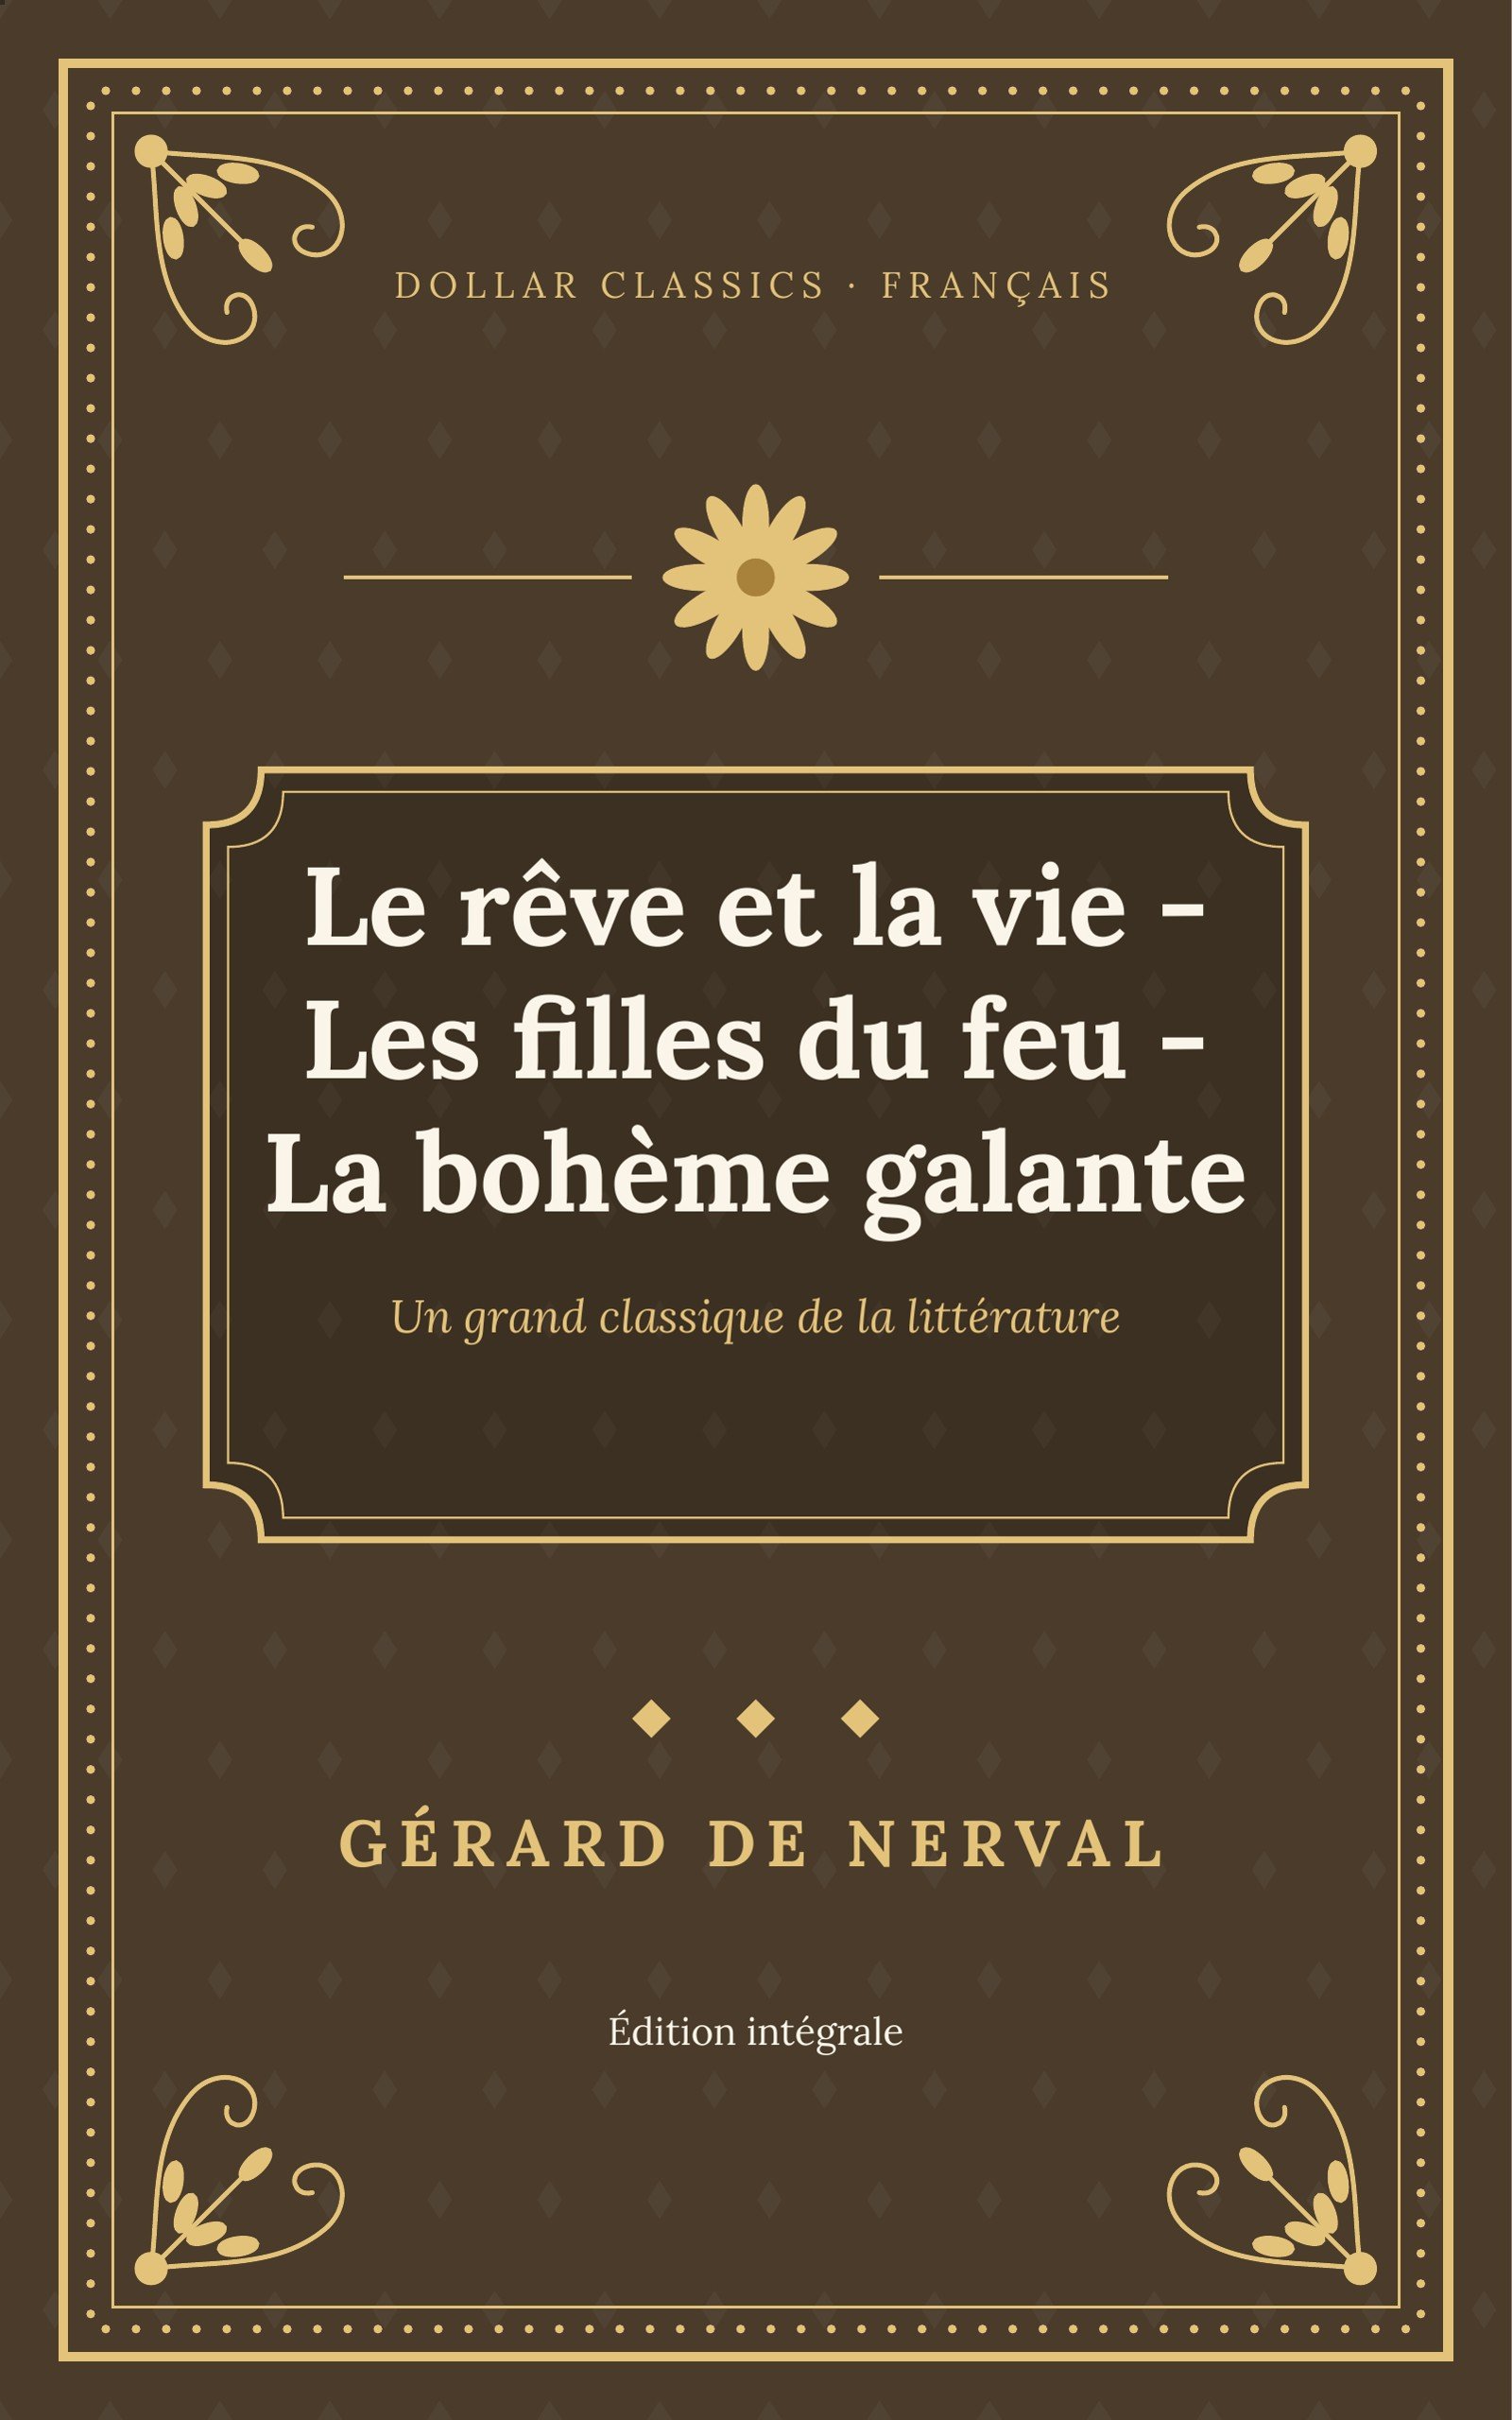 DOLLAR CLASSICS · FRANÇAIS
Le rêve et la vie -
Les filles du feu -
La bohème galante
Un grand classique de la littérature
GÉRARD DE NERVAL
Édition intégrale